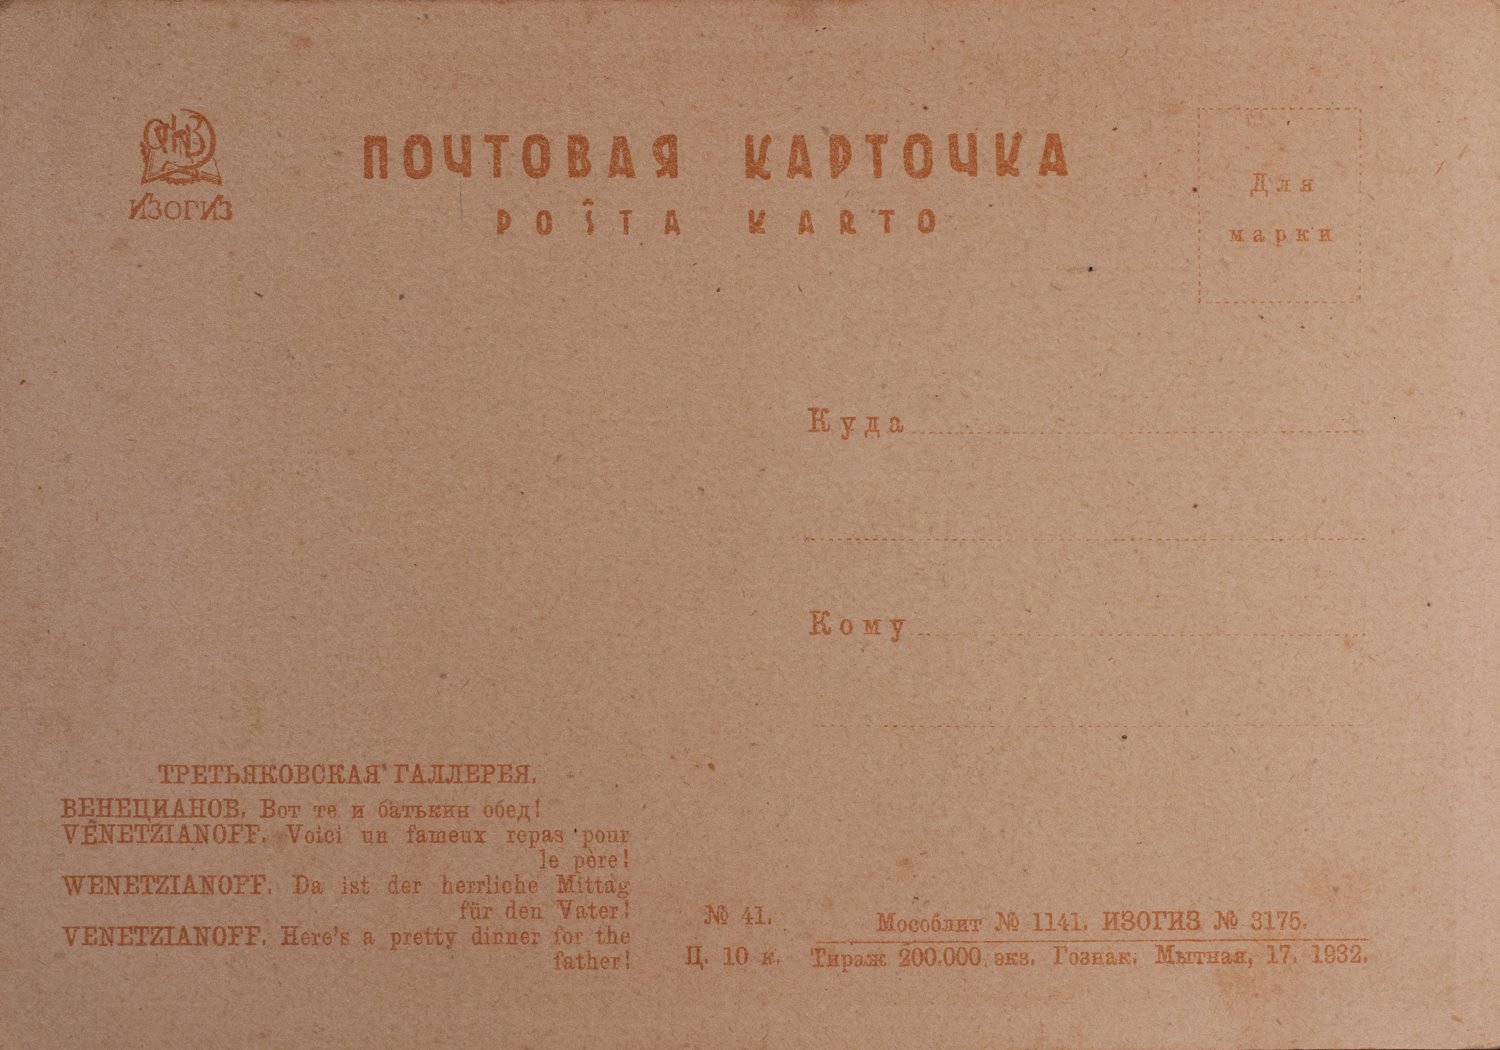 ИЗОГИЗ
ПОЧТОВАЯ КАРТОЧКА
POŜTA KARTO
Для
марки
Куда
Кому
ТРЕТЬЯКОВСКАЯ ГАЛЛЕРЕЯ.
ВЕНЕЦИАНОВ. Вот те и батькин обед!
VÉNETZIANOFF. Voici un fameux repas pour
le père!
WENETZIANOFF. Da ist der herrliche Mittag
für den Vater!
VENETZIANOFF. Here's a pretty dinner for the
father!
№ 41.
Ц. 10 к.
Мособлит № 1141. ИЗОГИЗ № 3175.
Тираж 200.000 экз. Гознак. Мытная, 17. 1932.